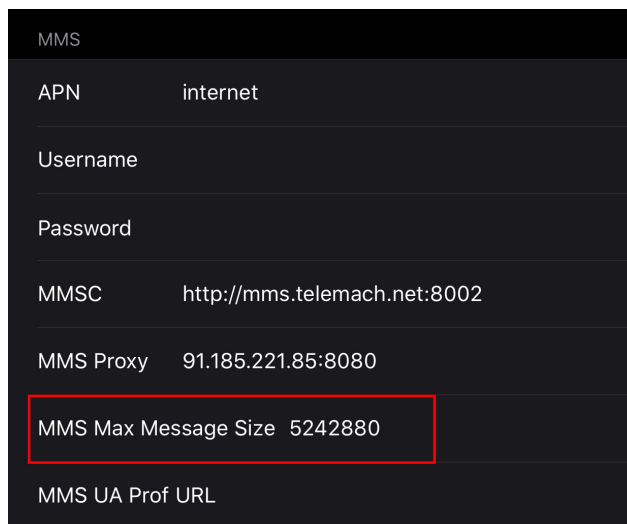 MMS
APN internet
Username
Password
MMSC http://mms.telemach.net:8002
MMS Proxy 91.185.221.85:8080
MMS Max Message Size 5242880
MMS UA Prof URL